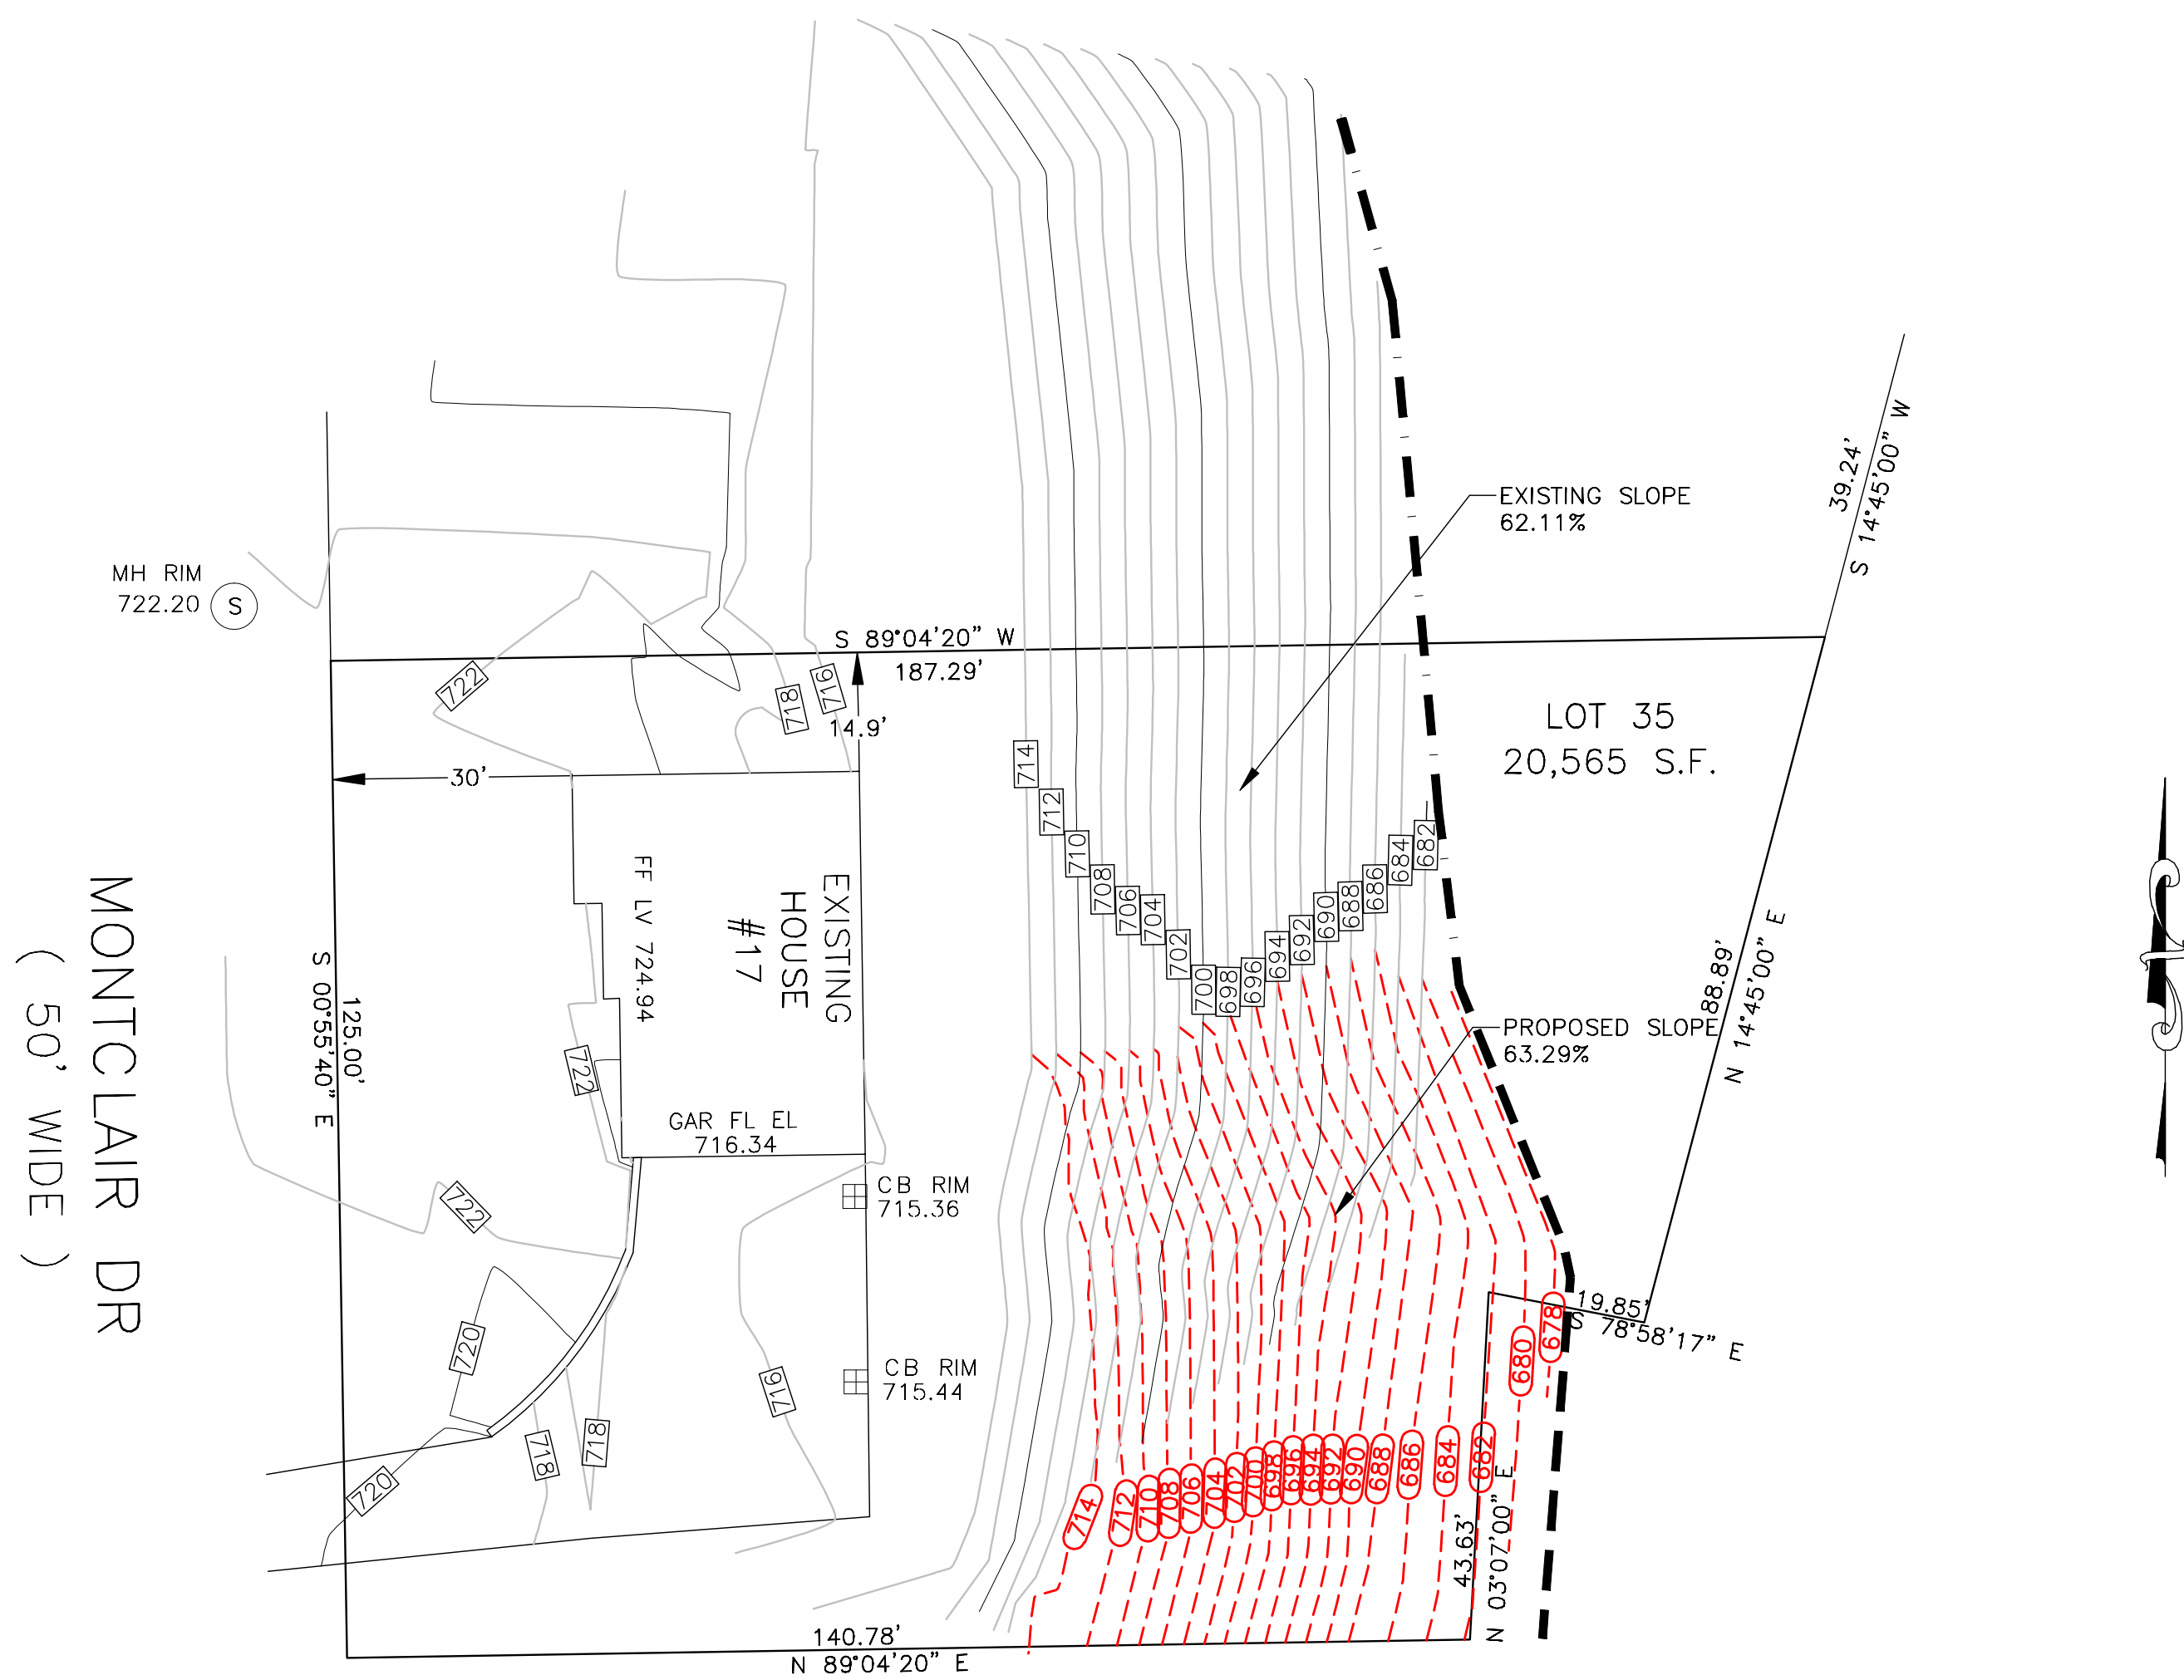 39.24'
S 14°45'00" W
EXISTING SLOPE
62.11%
MH RIM
722.20
S
S 89°04'20" W
187.29'
LOT 35
20,565 S.F.
722
718
716
14.9'
30'
714
712
710
708
706
704
702
700
698
696
694
692
690
688
686
684
682
EXISTING
HOUSE
#17
FF LV 724.94
88.89'
N 14°45'00" E
MONTCLAIR DR
( 50' WIDE )
125.00'
S 00°55'40" E
PROPOSED SLOPE
63.29%
722
GAR FL EL
716.34
CB RIM
715.36
722
19.85'
S 78°58'17" E
CB RIM
715.44
720
716
718
718
720
678
680
682
684
686
688
690
692
694
696
698
700
702
704
706
708
710
712
714
43.63'
N 03°07'00" E
140.78'
N 89°04'20" E